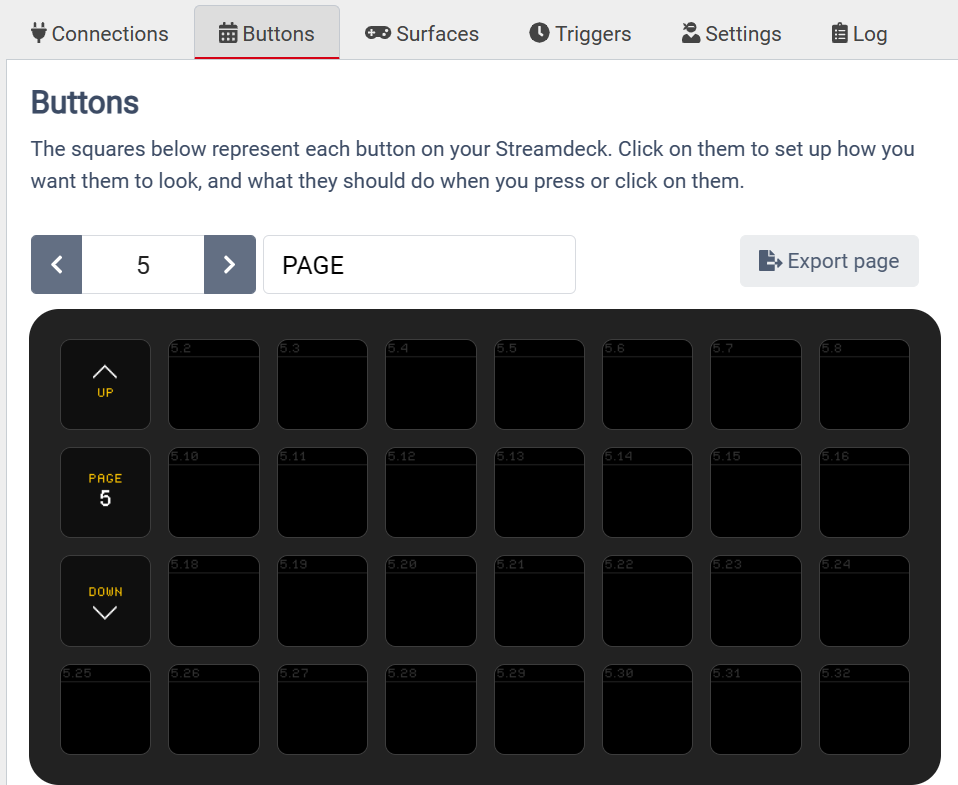 Connections Buttons Surfaces Triggers Settings Log
Buttons
The squares below represent each button on your Streamdeck. Click on them to set up how you
want them to look, and what they should do when you press or click on them.
5 PAGE Export page
UP 5.2 5.3 5.4 5.5 5.6 5.7 5.8
PAGE 5.10 5.11 5.12 5.13 5.14 5.15 5.16
5
DOWN 5.18 5.19 5.20 5.21 5.22 5.23 5.24
5.25 5.26 5.27 5.28 5.29 5.30 5.31 5.32